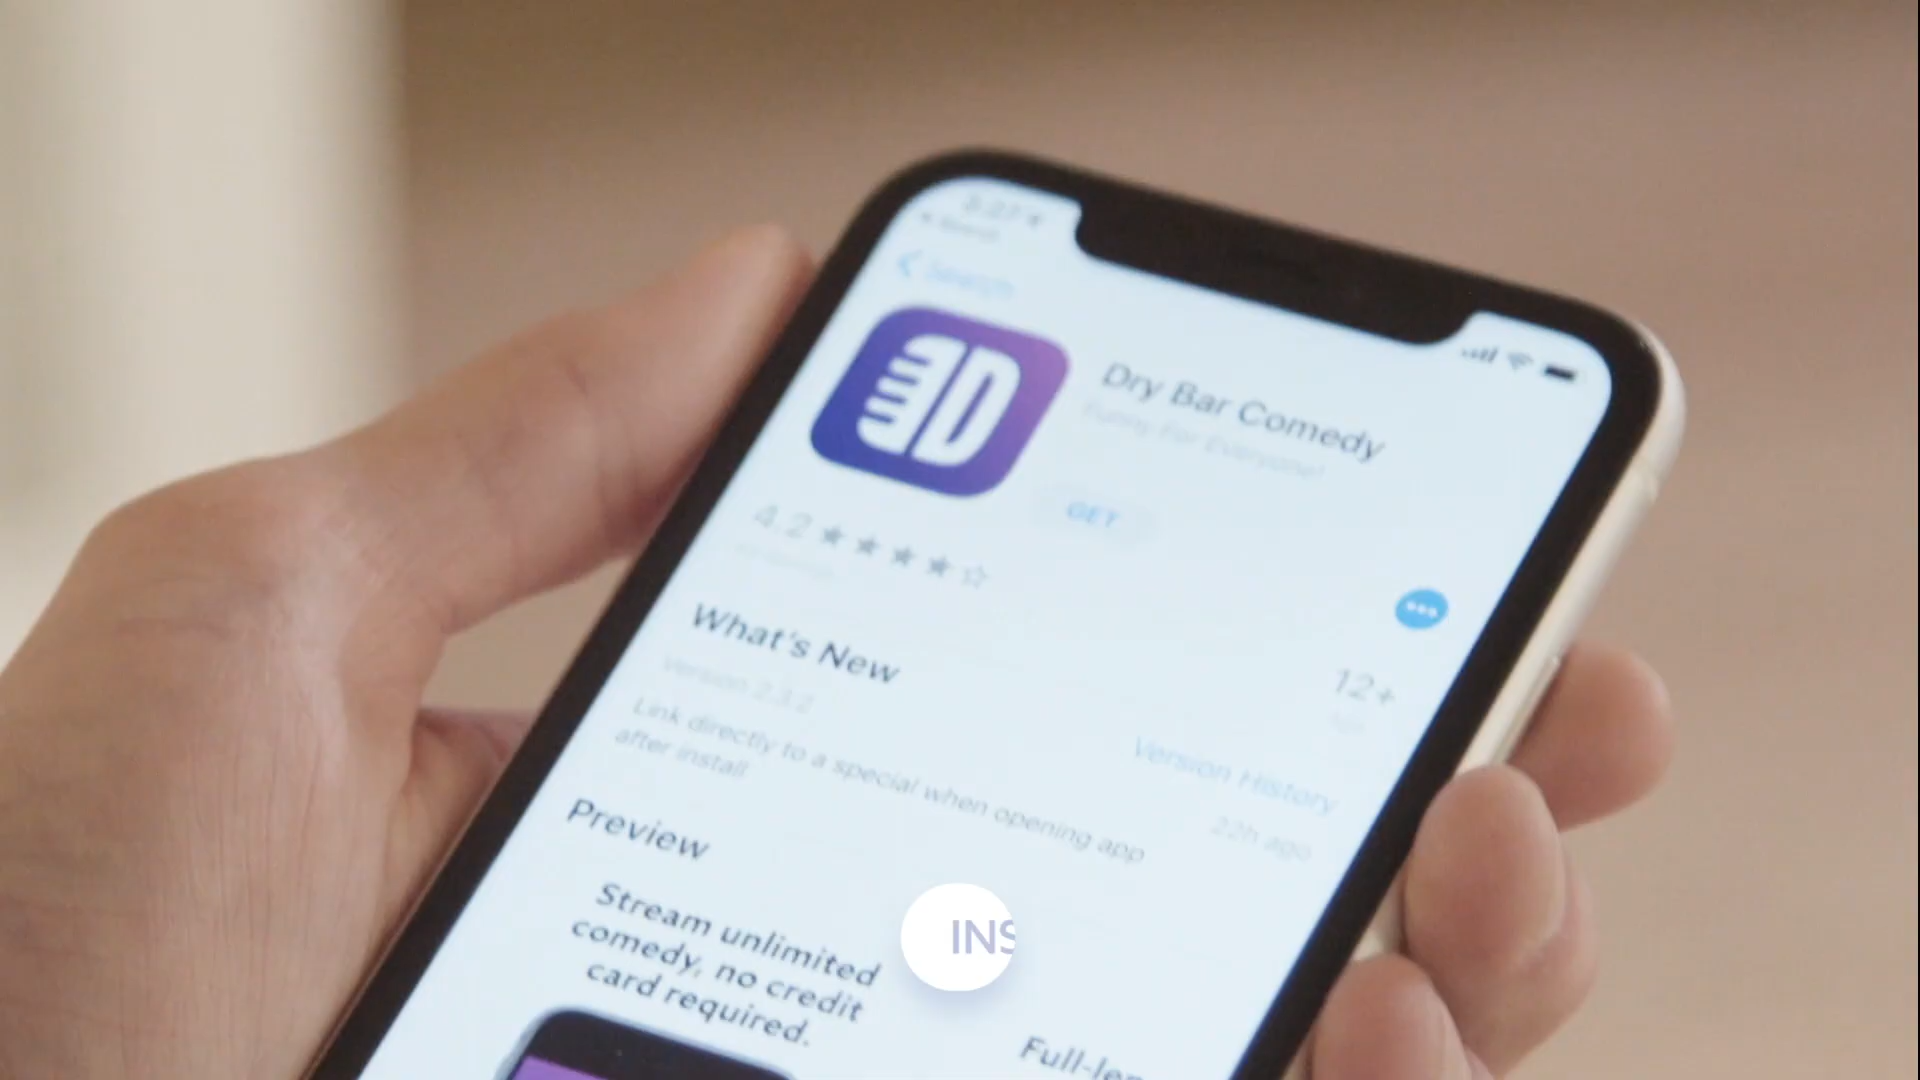 Search
Dry Bar Comedy
Funny For Everyone!
GET
4.2
12+
What's New
Version History
Version 2.3.2
22h ago
Link directly to a special when opening app
after install
Preview
Stream unlimited
comedy, no credit
card required.
Full-len
INS